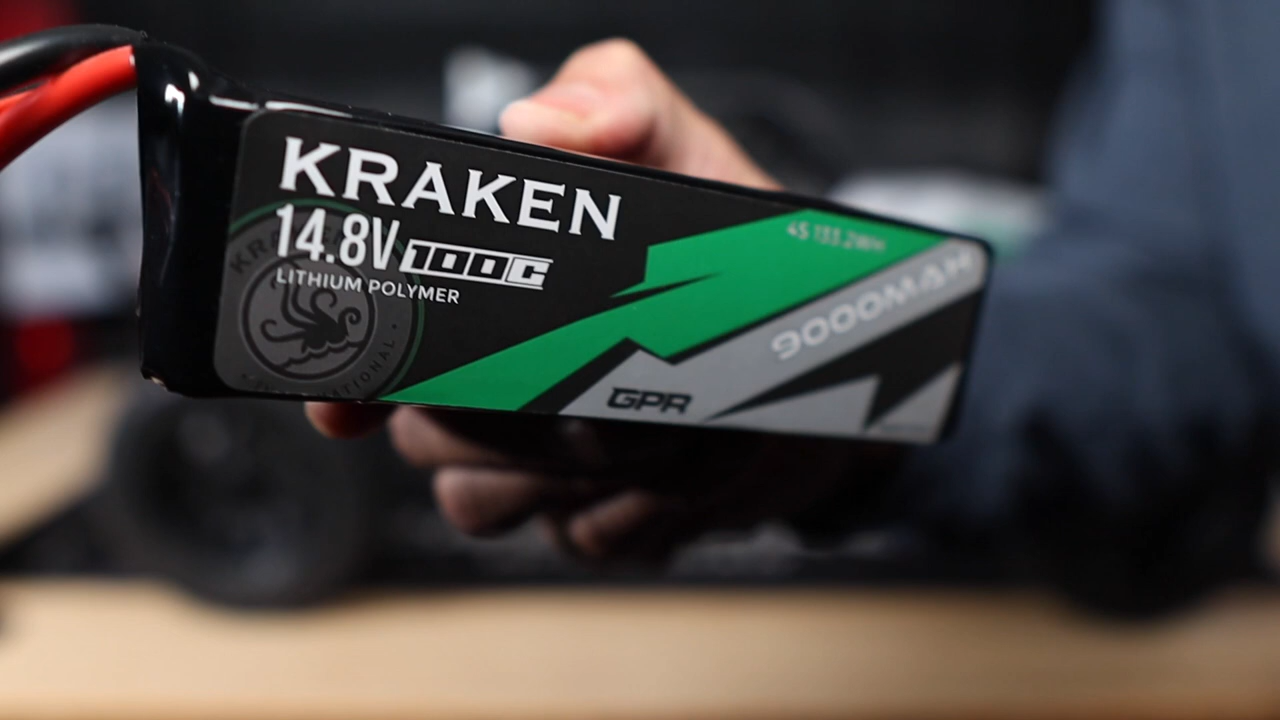 KRAKEN
14.8V 100C
LITHIUM POLYMER
4S 133.2WH
9000MAH
GPR